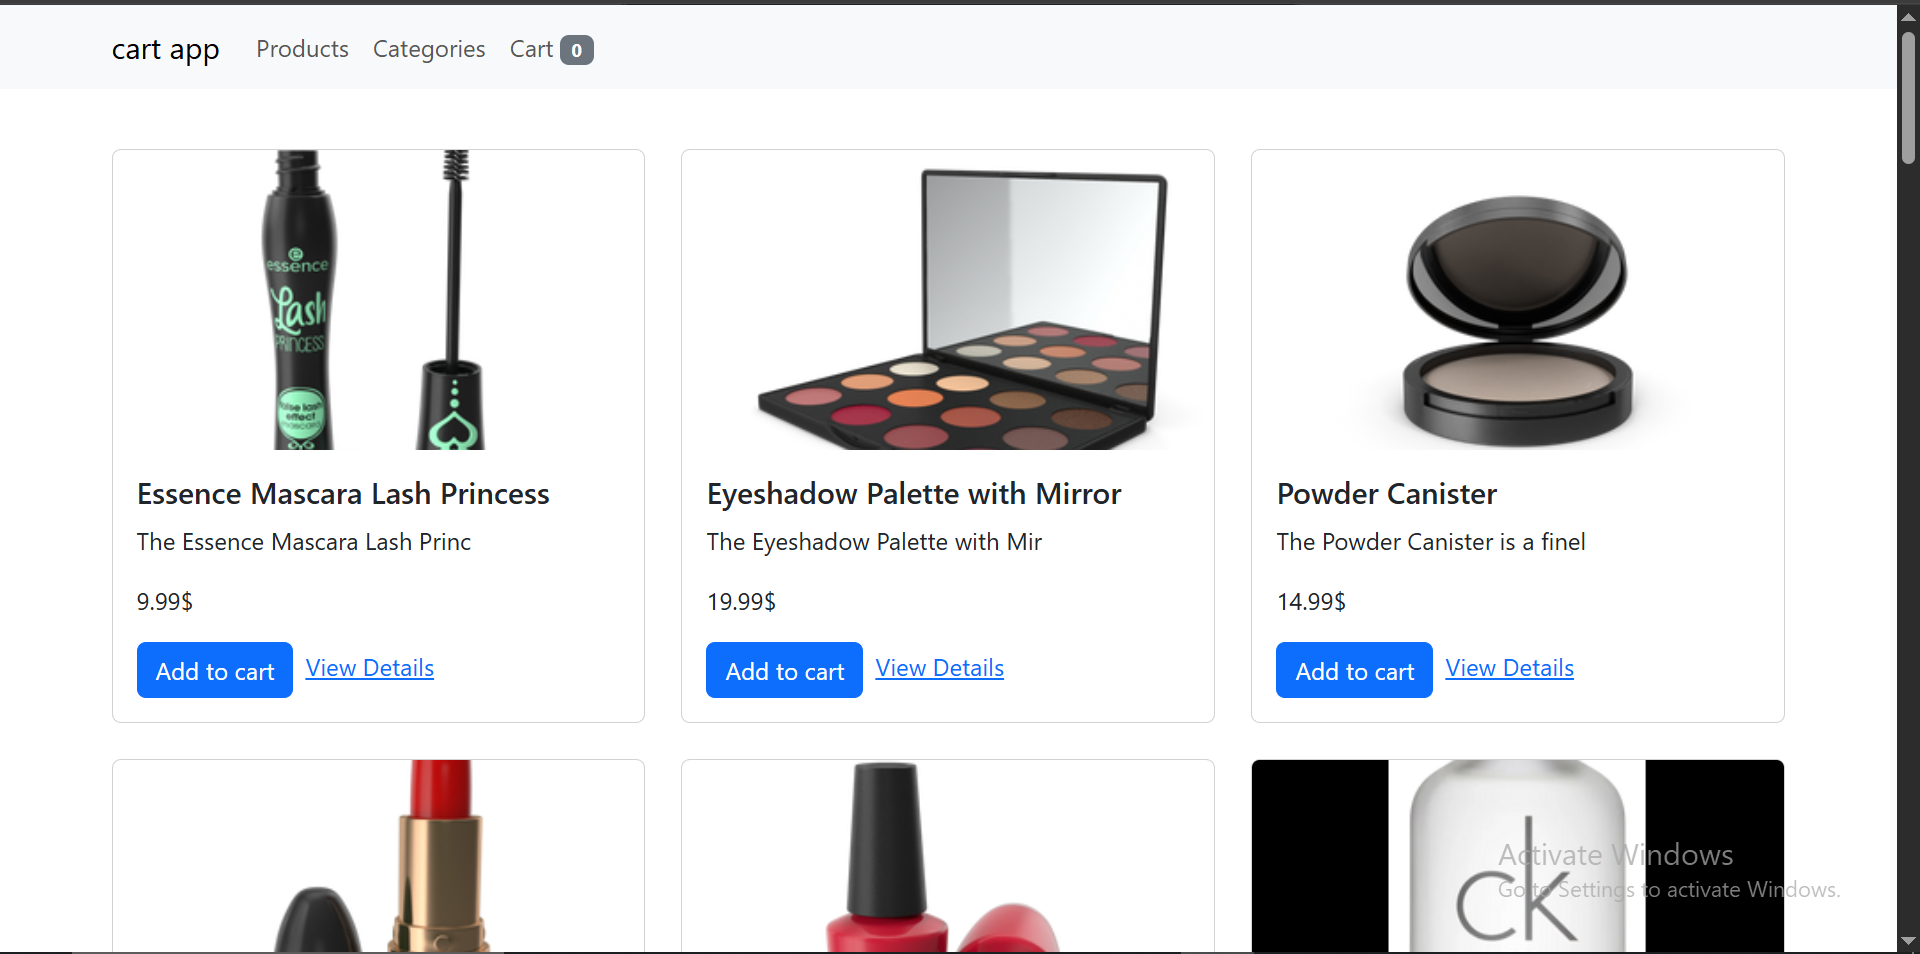 cart app Products Categories Cart 0
essence
Lash
PRINCESS
false lash
effect
mascara
Essence Mascara Lash Princess
The Essence Mascara Lash Princ
9.99$
Add to cart View Details
Eyeshadow Palette with Mirror
The Eyeshadow Palette with Mir
19.99$
Add to cart View Details
Powder Canister
The Powder Canister is a finel
14.99$
Add to cart View Details
ck
Activate Windows
Go to Settings to activate Windows.